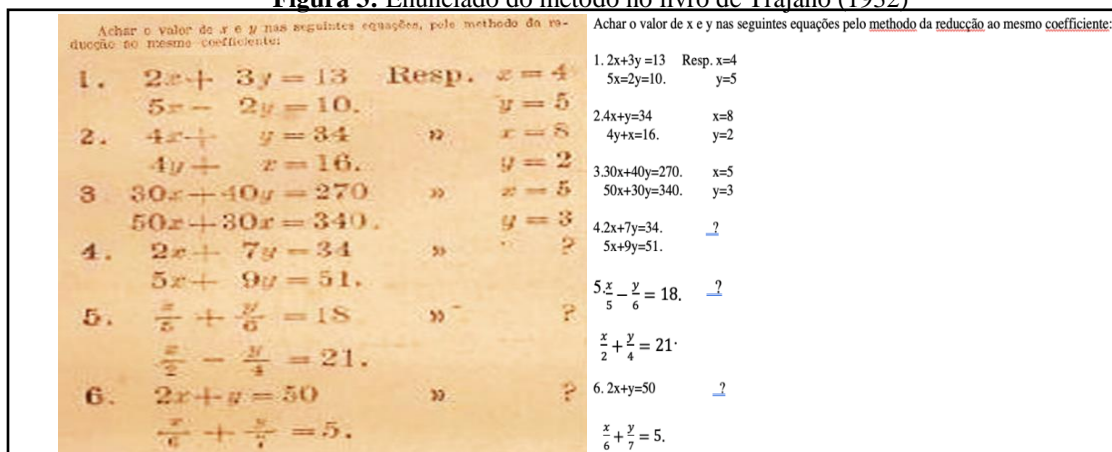 Figura 3: Enunciado do método no livro de Trajano (1932)
Achar o valor de x e y nas seguintes equações, pelo methodo da re-
ducção ao mesmo coefficiente:
1. 2x + 3y = 13 Resp. x = 4
5x − 2y = 10. y = 5
2. 4x + y = 34 » x = 8
4y + x = 16. y = 2
3 30x + 40y = 270 » x = 5
50x + 30x = 340. y = 3
4. 2x + 7y = 34 » ?
5x + 9y = 51.
5. x/5 + y/6 = 18 » ?
x/2 − y/4 = 21.
6. 2x + y = 50 » ?
x/6 + y/7 = 5.
Achar o valor de x e y nas seguintes equações pelo methodo da reducção ao mesmo coefficiente:
1. 2x+3y =13 Resp. x=4
5x=2y=10. y=5
2.4x+y=34 x=8
4y+x=16. y=2
3.30x+40y=270. x=5
50x+30y=340. y=3
4.2x+7y=34. ?
5x+9y=51.
5.x/5 − y/6 = 18. ?
x/2 + y/4 = 21.
6. 2x+y=50 ?
x/6 + y/7 = 5.